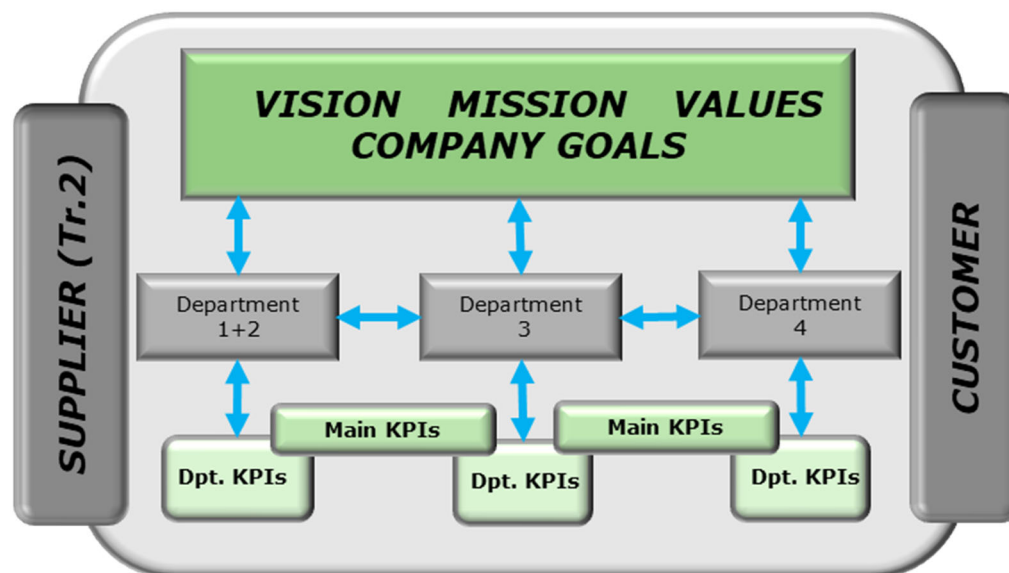 VISION MISSION VALUES
COMPANY GOALS
SUPPLIER (Tr.2)
CUSTOMER
Department
1+2
Department
3
Department
4
Main KPIs
Main KPIs
Dpt. KPIs
Dpt. KPIs
Dpt. KPIs